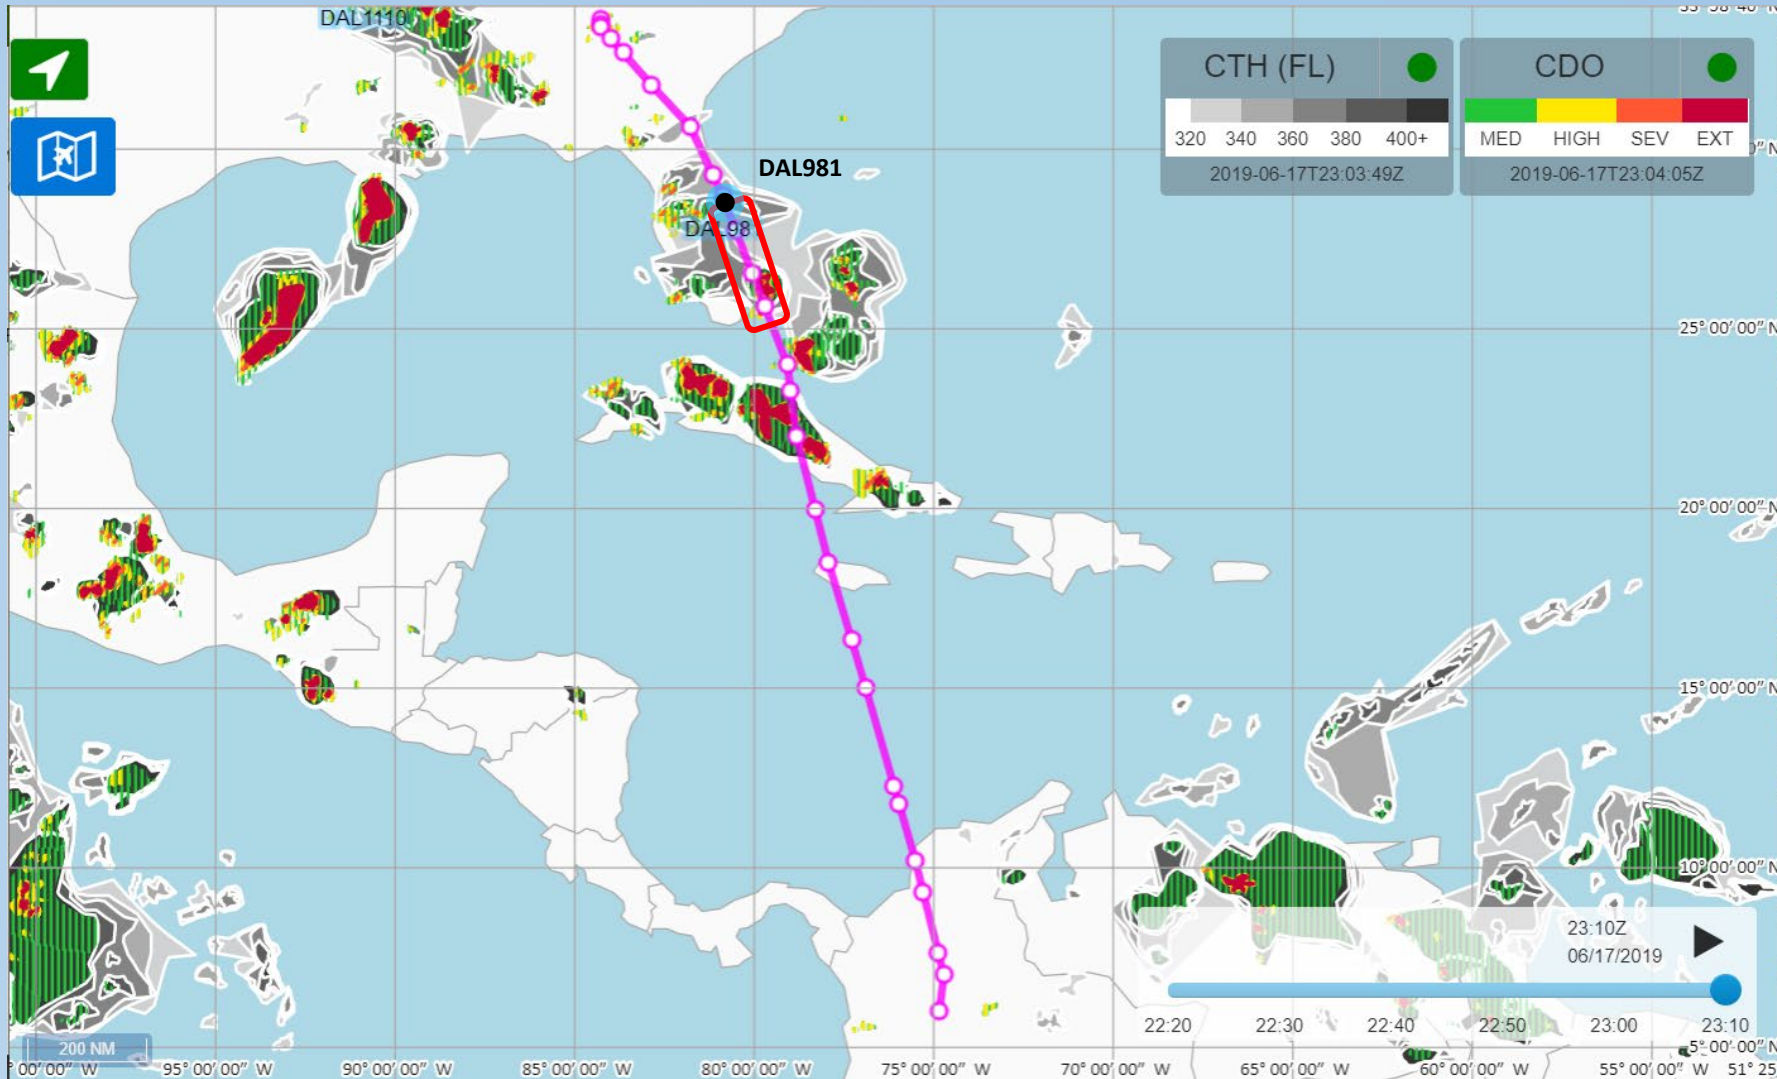 DAL1110
CTH (FL)
320 340 360 380 400+
2019-06-17T23:03:49Z
CDO
MED HIGH SEV EXT
2019-06-17T23:04:05Z
DAL981
DAL98
25° 00' 00" N
20° 00' 00" N
15° 00' 00" N
10° 00' 00" N
23:10Z
06/17/2019
22:20 22:30 22:40 22:50 23:00 23:10
5° 00' 00" N
200 NM
° 00' 00" W 95° 00' 00" W 90° 00' 00" W 85° 00' 00" W 80° 00' 00" W 75° 00' 00" W 70° 00' 00" W 65° 00' 00" W 60° 00' 00" W 55° 00' 00" W 51° 25